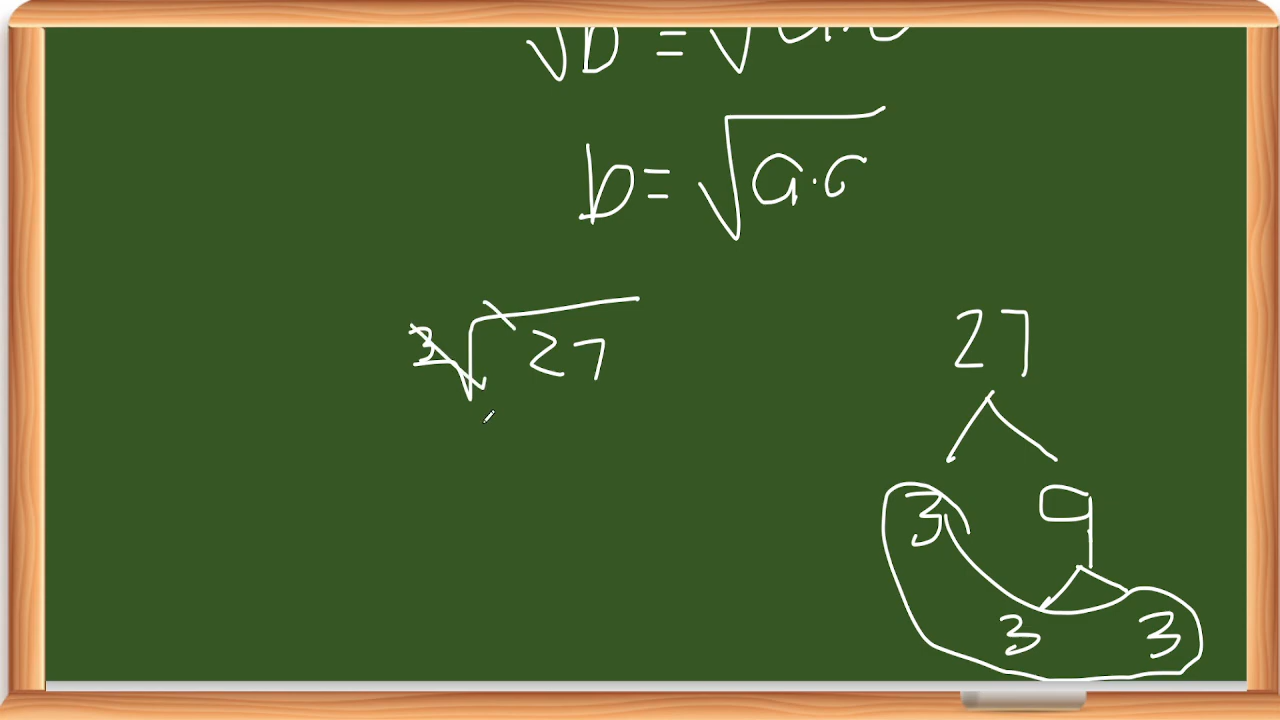 b = √a·c
∛27
27
3 9
3 3